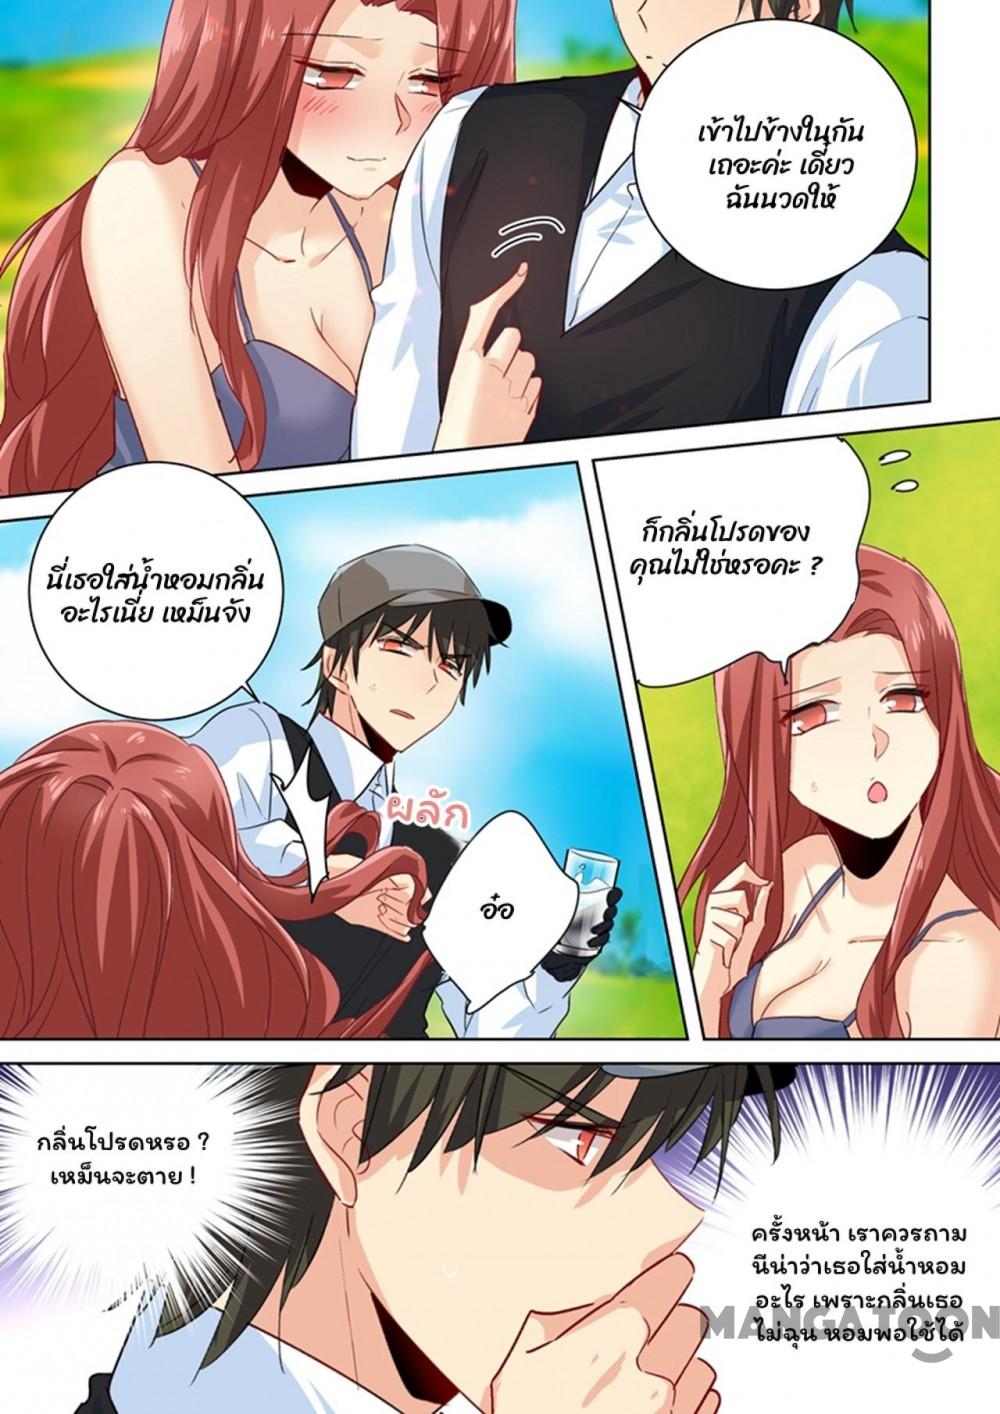 เข้าไปข้างในกัน
เถอะค่ะ เดี๋ยว
ฉันนวดให้
นี่เธอใส่น้ำหอมกลิ่น
อะไรเนี่ย เหม็นจัง
ผลัก
อ๋อ
ก็กลิ่นโปรดของ
คุณไม่ใช่หรอคะ ?
กลิ่นโปรดหรอ ?
เหม็นจะตาย !
ครั้งหน้า เราควรถาม
นีน่าว่าเธอใส่น้ำหอม
อะไร เพราะกลิ่นเธอ
ไม่ฉุน หอมพอใช้ได้
MANGATOON